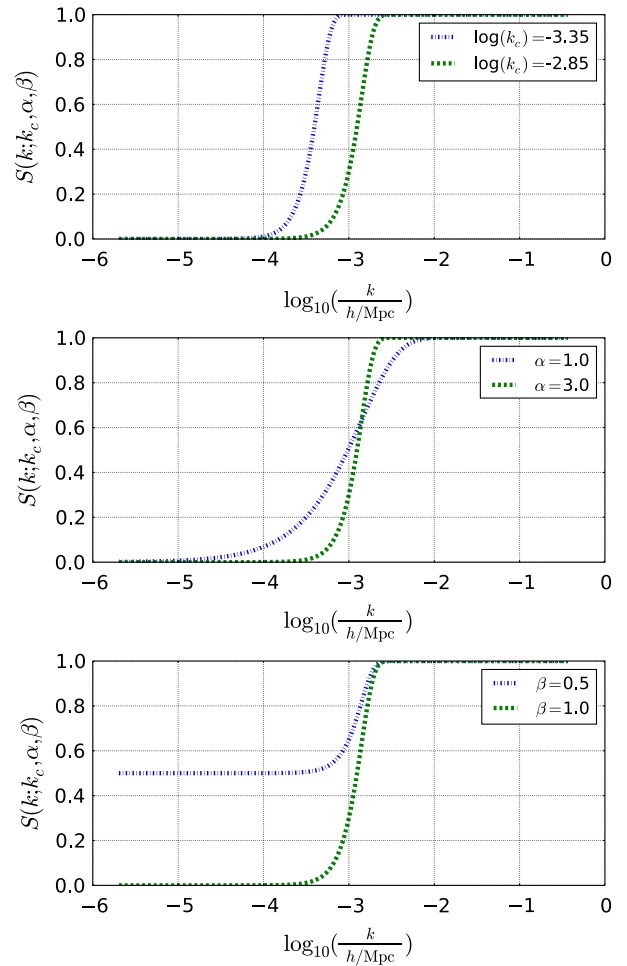 1.0
0.8
0.6
0.4
0.2
0.0
S(k;k_c,α,β)
log(k_c)=-3.35
log(k_c)=-2.85
−6 −5 −4 −3 −2 −1 0
log₁₀(k/h/Mpc)
1.0
0.8
0.6
0.4
0.2
0.0
S(k;k_c,α,β)
α=1.0
α=3.0
−6 −5 −4 −3 −2 −1 0
log₁₀(k/h/Mpc)
1.0
0.8
0.6
0.4
0.2
0.0
S(k;k_c,α,β)
β=0.5
β=1.0
−6 −5 −4 −3 −2 −1 0
log₁₀(k/h/Mpc)